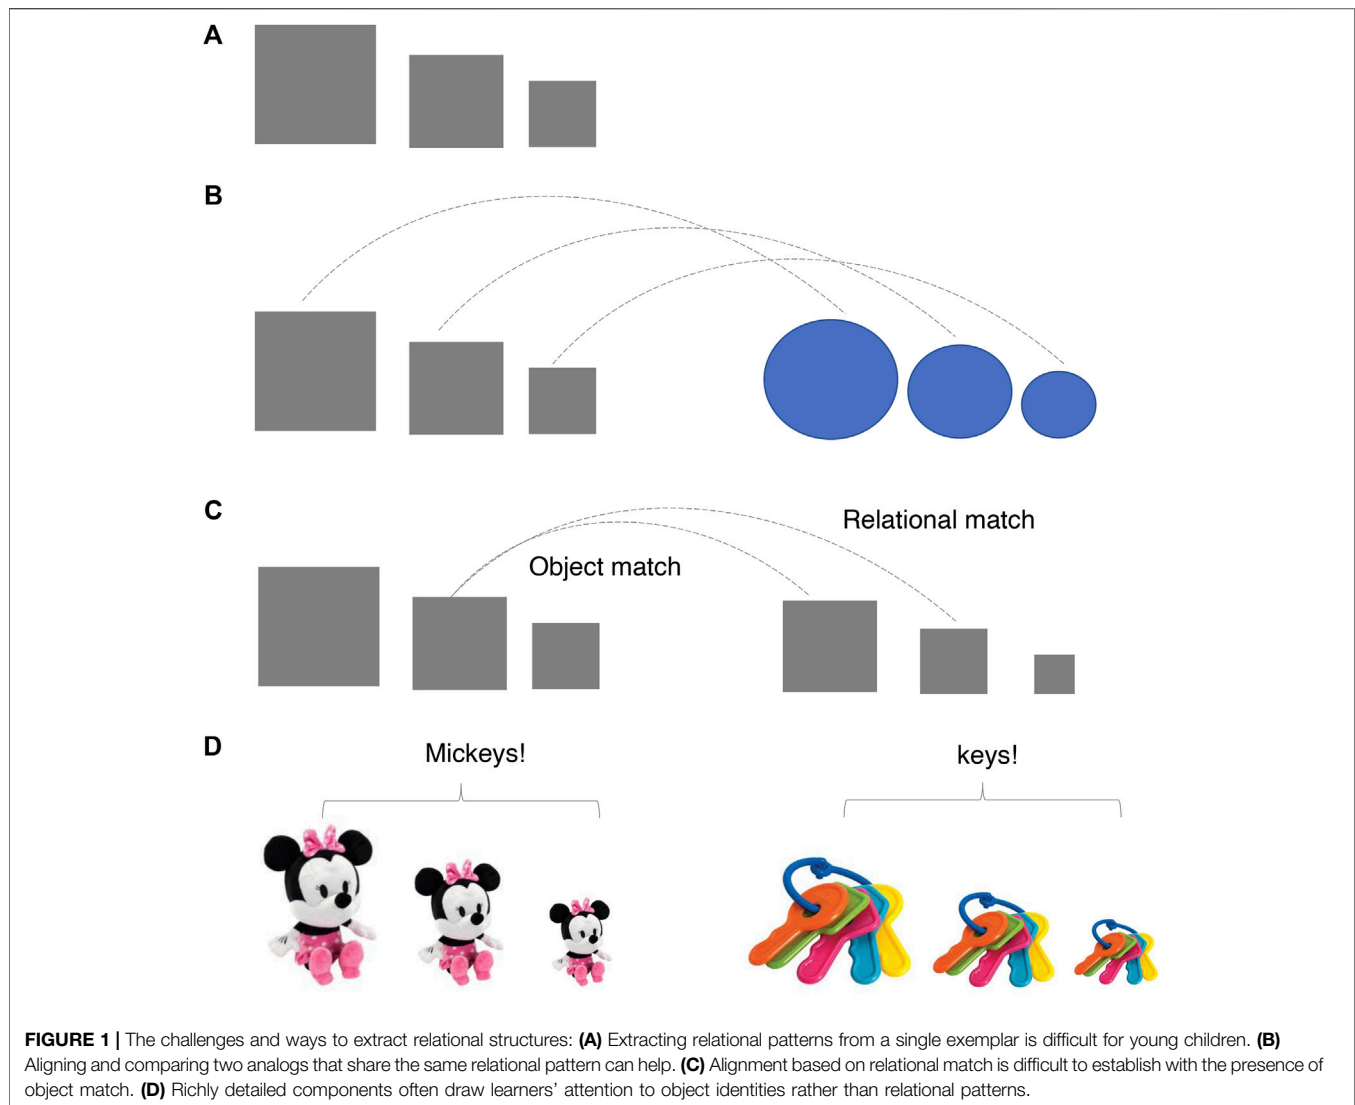 A
B
C
Relational match
Object match
D
Mickeys!
keys!
FIGURE 1 | The challenges and ways to extract relational structures: (A) Extracting relational patterns from a single exemplar is difficult for young children. (B)
Aligning and comparing two analogs that share the same relational pattern can help. (C) Alignment based on relational match is difficult to establish with the presence of
object match. (D) Richly detailed components often draw learners’ attention to object identities rather than relational patterns.